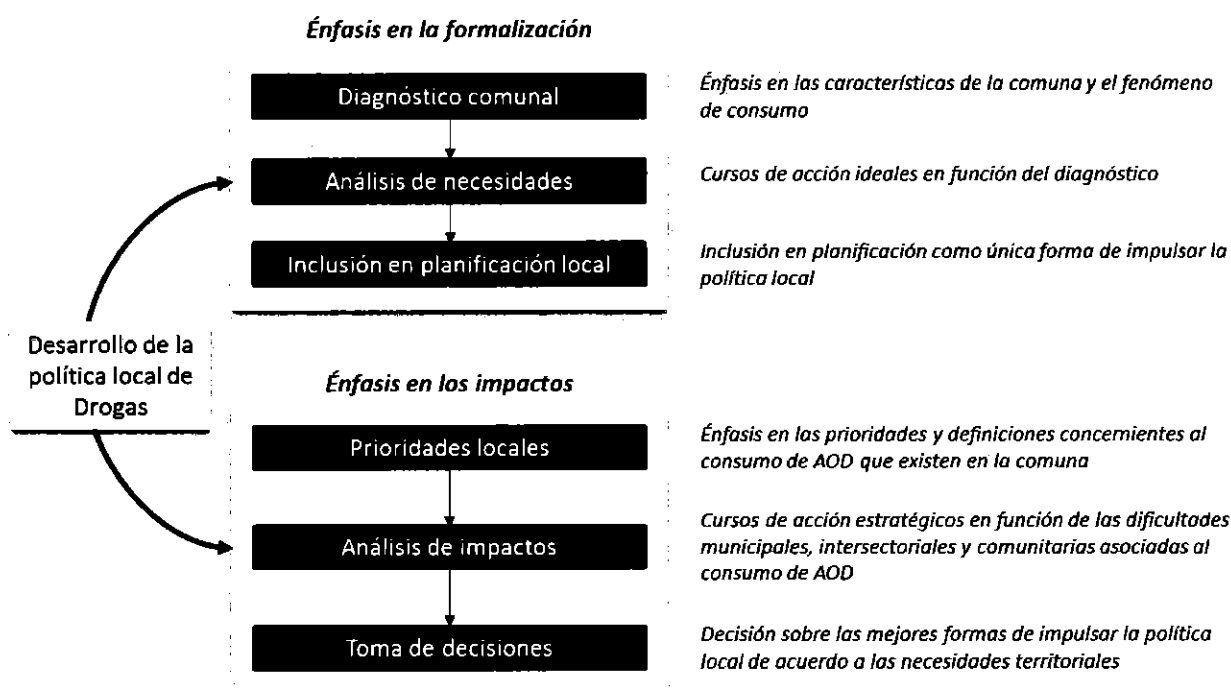 Énfasis en la formalización
Diagnóstico comunal
Énfasis en las características de la comuna y el fenómeno
de consumo
Análisis de necesidades
Cursos de acción ideales en función del diagnóstico
Inclusión en planificación local
Inclusión en planificación como única forma de impulsar la
política local
Desarrollo de la
política local de
Drogas
Énfasis en los impactos
Prioridades locales
Énfasis en las prioridades y definiciones concernientes al
consumo de AOD que existen en la comuna
Análisis de impactos
Cursos de acción estratégicos en función de las dificultades
municipales, intersectoriales y comunitarias asociadas al
consumo de AOD
Toma de decisiones
Decisión sobre las mejores formas de impulsar la política
local de acuerdo a las necesidades territoriales